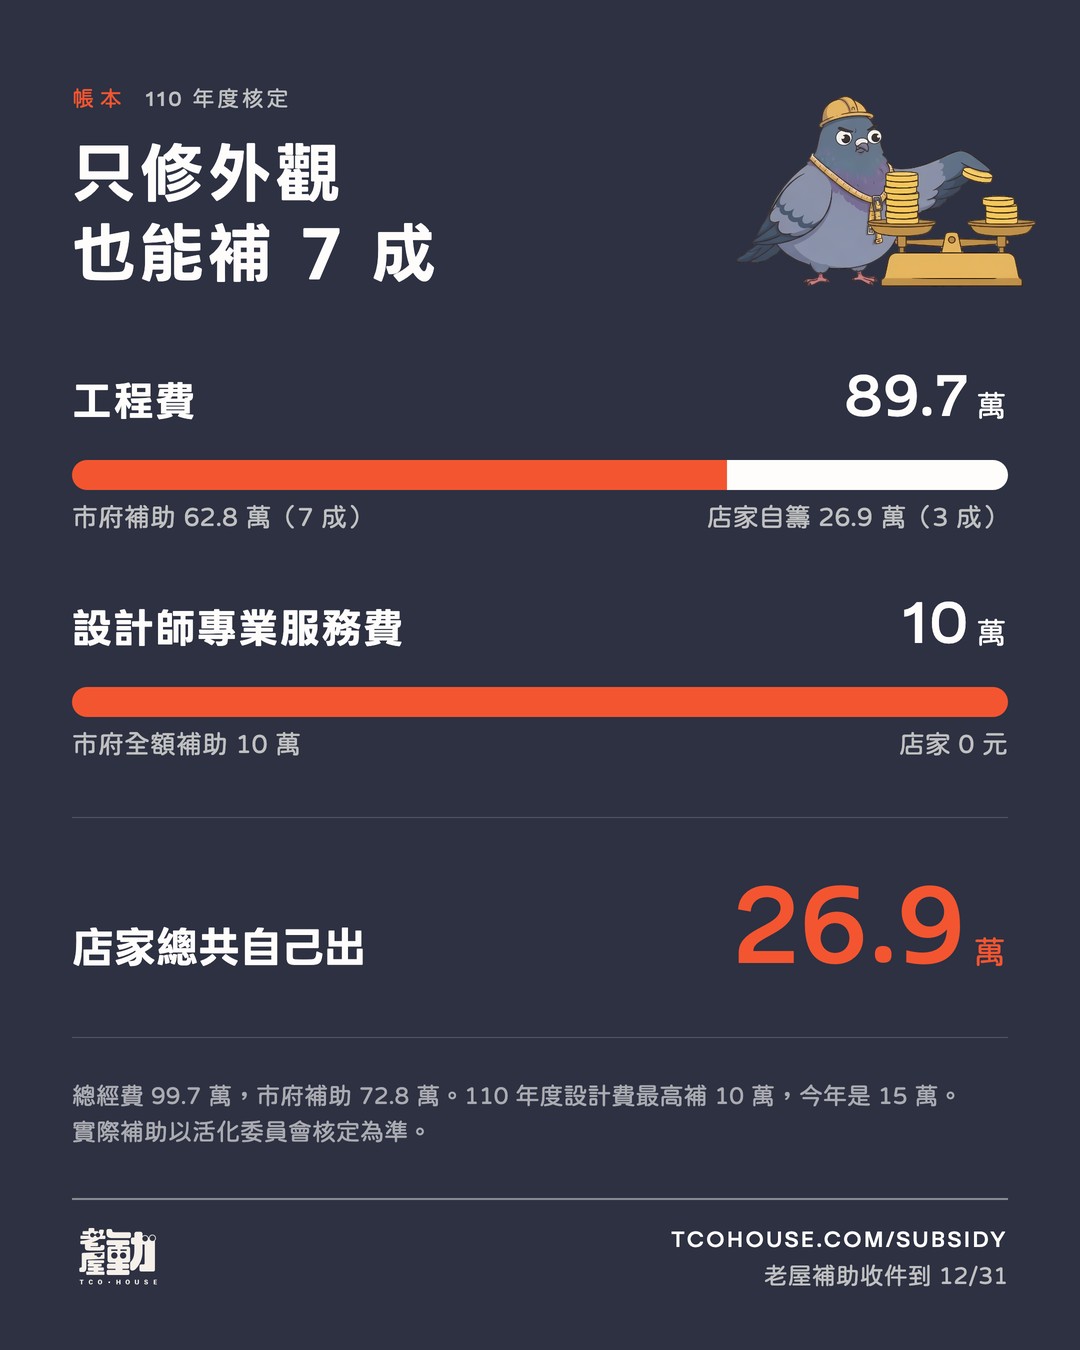 帳本 110 年度核定
只修外觀
也能補 7 成
工程費 89.7 萬
市府補助 62.8 萬（7 成） 店家自籌 26.9 萬（3 成）
設計師專業服務費 10 萬
市府全額補助 10 萬 店家 0 元
店家總共自己出 26.9 萬
總經費 99.7 萬，市府補助 72.8 萬。110 年度設計費最高補 10 萬，今年是 15 萬。
實際補助以活化委員會核定為準。
老屋動
TCO·HOUSE
TCOHOUSE.COM/SUBSIDY
老屋補助收件到 12/31